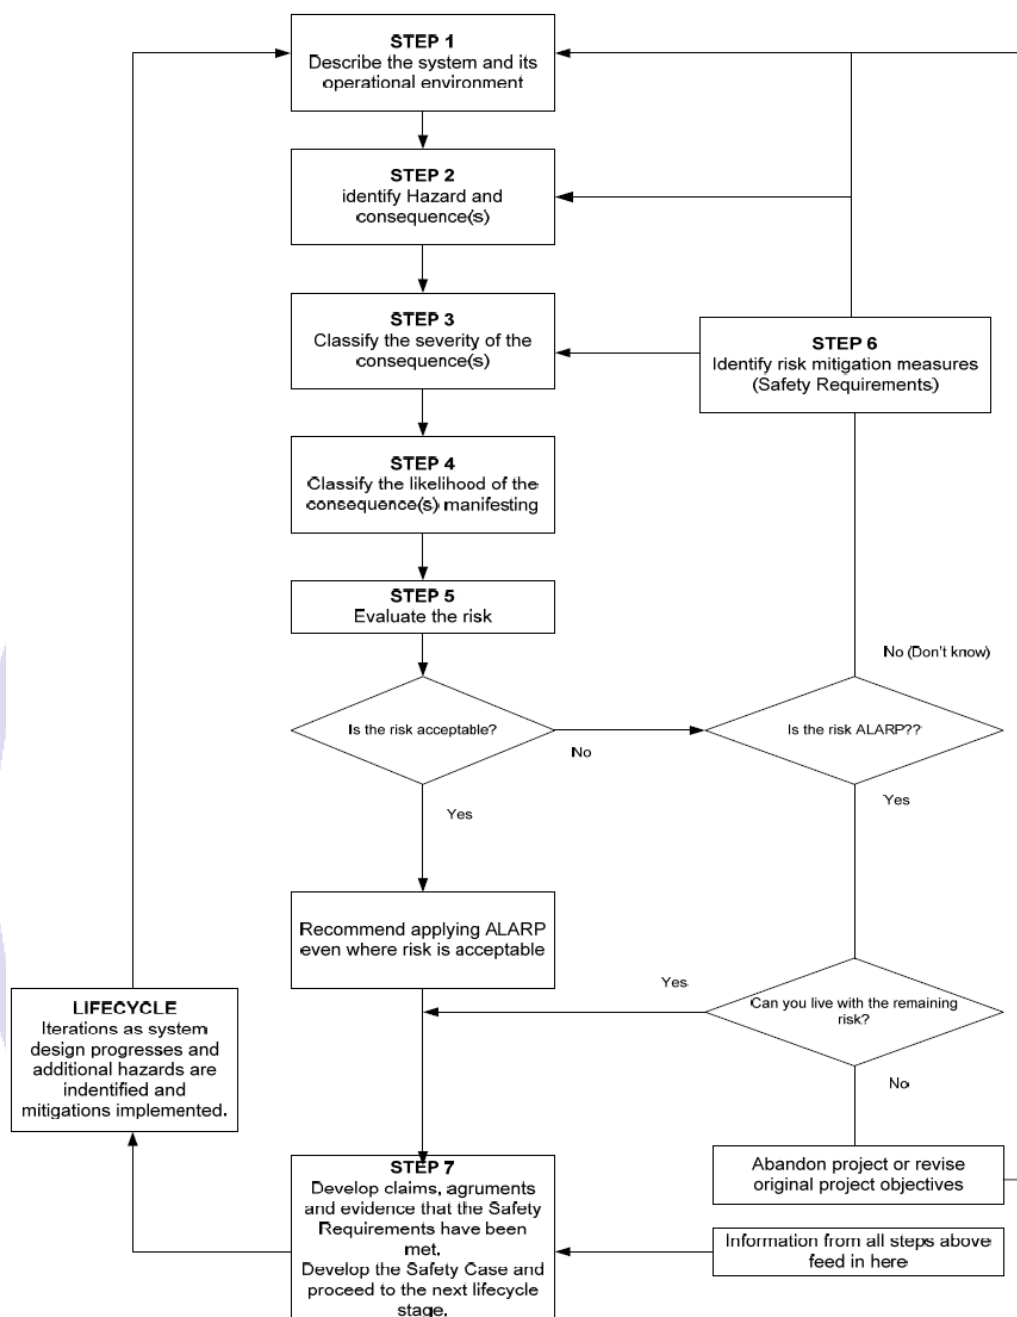 STEP 1
Describe the system and its
operational environment
STEP 2
identify Hazard and
consequence(s)
STEP 3
Classify the severity of the
consequence(s)
STEP 6
Identify risk mitigation measures
(Safety Requirements)
STEP 4
Classify the likelihood of the
consequence(s) manifesting
STEP 5
Evaluate the risk
No (Don't know)
Is the risk acceptable?
No
Is the risk ALARP??
Yes
Yes
Recommend applying ALARP
even where risk is acceptable
Yes
Can you live with the remaining
risk?
No
LIFECYCLE
Iterations as system
design progresses and
additional hazards are
indentified and
mitigations implemented.
STEP 7
Develop claims, agruments
and evidence that the Safety
Requirements have been
met.
Develop the Safety Case and
proceed to the next lifecycle
stage.
Abandon project or revise
original project objectives
Information from all steps above
feed in here